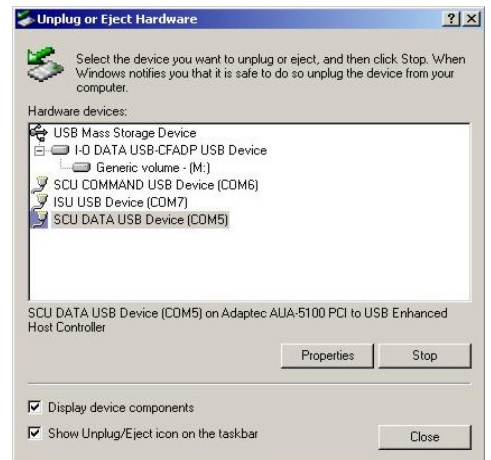 Unplug or Eject Hardware
Select the device you want to unplug or eject, and then click Stop. When
Windows notifies you that it is safe to do so unplug the device from your
computer.
Hardware devices:
USB Mass Storage Device
I-O DATA USB-CFADP USB Device
Generic volume - (M:)
SCU COMMAND USB Device (COM6)
ISU USB Device (COM7)
SCU DATA USB Device (COM5)
SCU DATA USB Device (COM5) on Adaptec AUA-5100 PCI to USB Enhanced
Host Controller
Properties Stop
Display device components
Show Unplug/Eject icon on the taskbar
Close